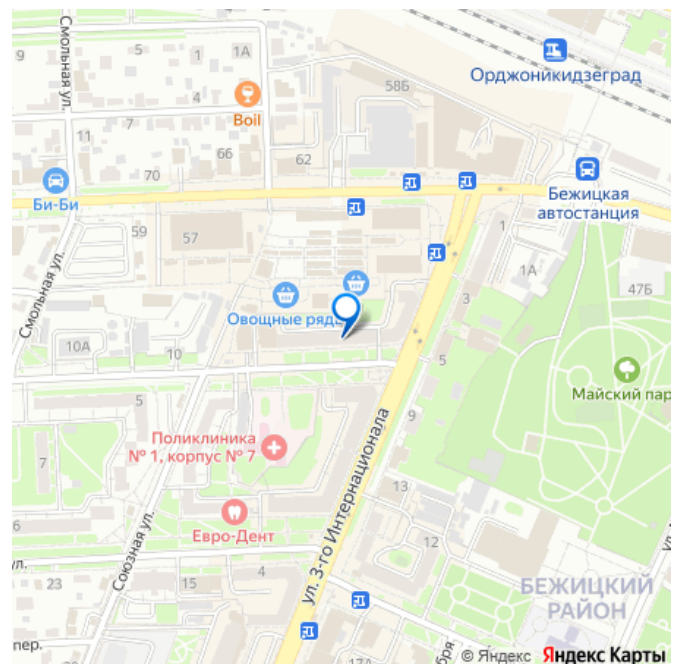 Смольная ул.
9
5
1
1А
4
Boil
58Б
Орджоникидзеград
11
7
66
62
70
Би-Би
Бежицкая
автостанция
59
57
1
1А
Смольная ул.
3
47Б
Овощные ряды
10А
10
5
Майский пар
5
9
7
Поликлиника
№ 1, корпус № 7
ул. 3-го Интернационала
13
6
Евро-Дент
12
Союзная ул.
ул.
23
15
4
БЕЖИЦКИЙ
РАЙОН
пер.
17А
бря
© Яндекс Яндекс Карты